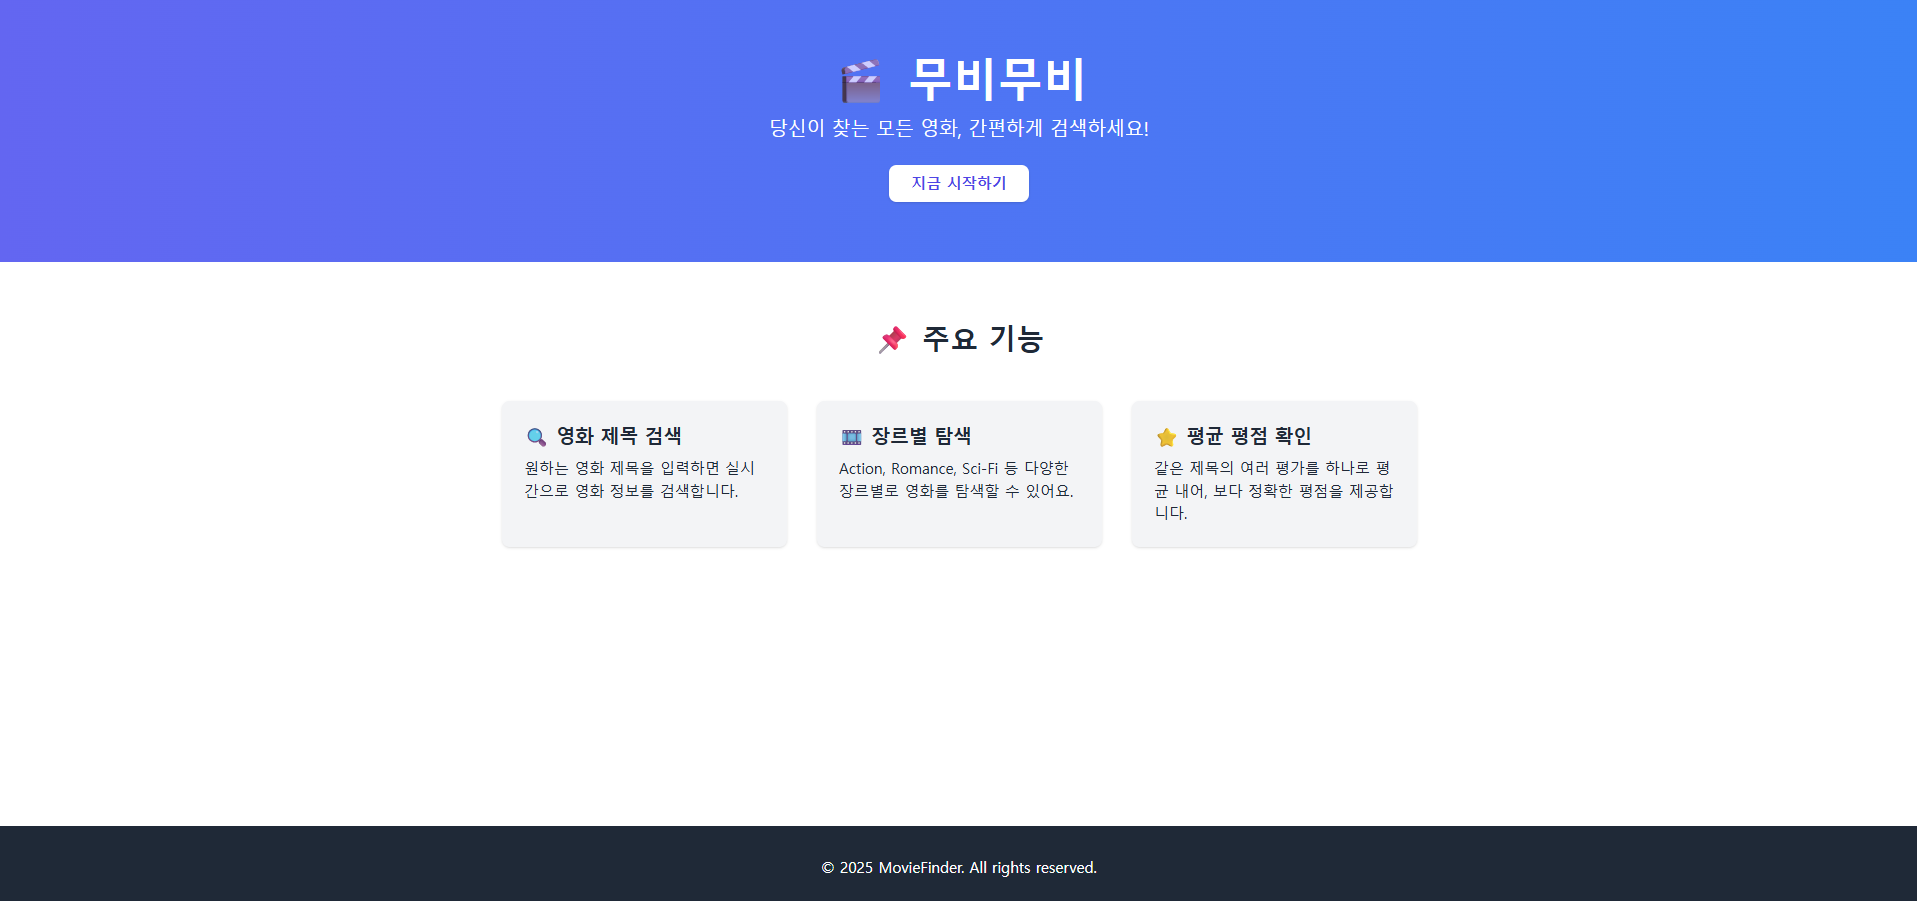 🎬 무비무비
당신이 찾는 모든 영화, 간편하게 검색하세요!
지금 시작하기
📌 주요 기능
🔍 영화 제목 검색
원하는 영화 제목을 입력하면 실시
간으로 영화 정보를 검색합니다.
🎞️ 장르별 탐색
Action, Romance, Sci-Fi 등 다양한
장르별로 영화를 탐색할 수 있어요.
⭐ 평균 평점 확인
같은 제목의 여러 평가를 하나로 평
균 내어, 보다 정확한 평점을 제공합
니다.
© 2025 MovieFinder. All rights reserved.